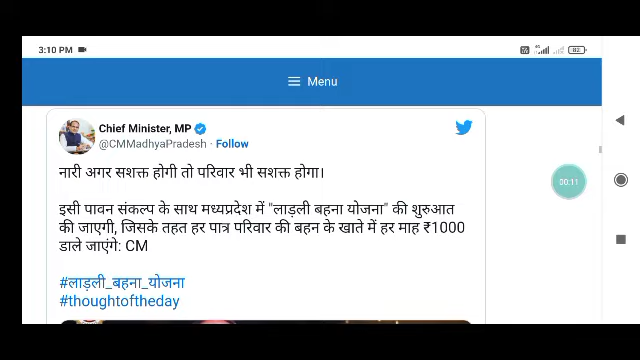 3:10 PM
82
Menu
Chief Minister, MP
@CMMadhyaPradesh · Follow
नारी अगर सशक्त होगी तो परिवार भी सशक्त होगा।
00:11
इसी पावन संकल्प के साथ मध्यप्रदेश में "लाड़ली बहना योजना" की शुरुआत
की जाएगी, जिसके तहत हर पात्र परिवार की बहन के खाते में हर माह ₹1000
डाले जाएंगे: CM
#लाड़ली_बहना_योजना
#thoughtoftheday